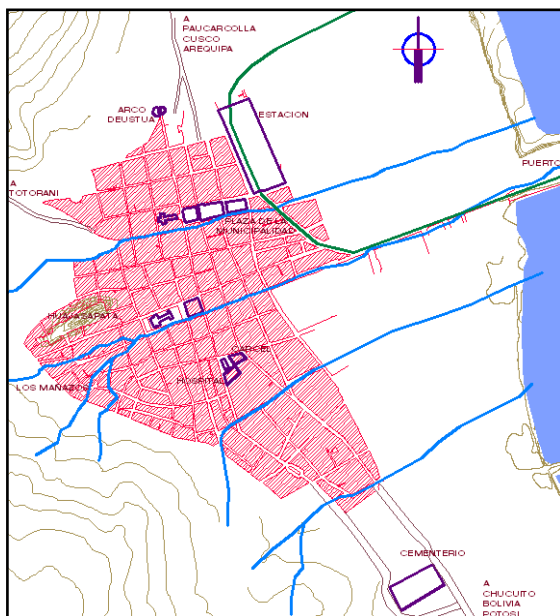 A
PAUCARCOLLA
CUSCO
AREQUIPA
ARCO
DEUSTUA
ESTACION
PUERTO
A
TOTORANI
PLAZA DE LA
MUNICIPALIDAD
HUAJSAPATA
CARCEL
LOS MAÑAZOS
HOSPITAL
CEMENTERIO
A
CHUCUITO
BOLIVIA
POTOSI